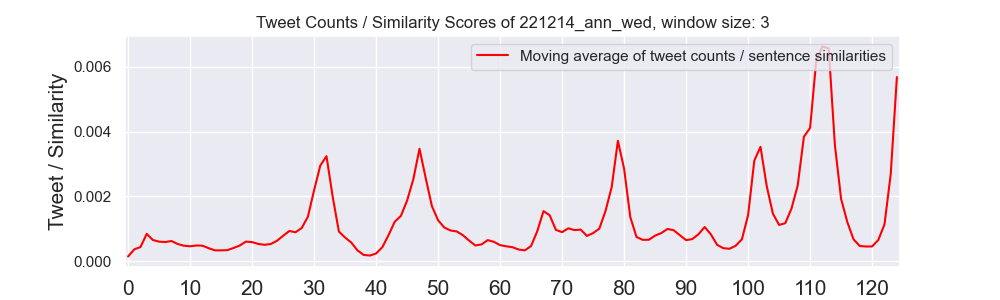 Tweet Counts / Similarity Scores of 221214_ann_wed, window size: 3
Moving average of tweet counts / sentence similarities
Tweet / Similarity
0.006
0.004
0.002
0.000
0 10 20 30 40 50 60 70 80 90 100 110 120